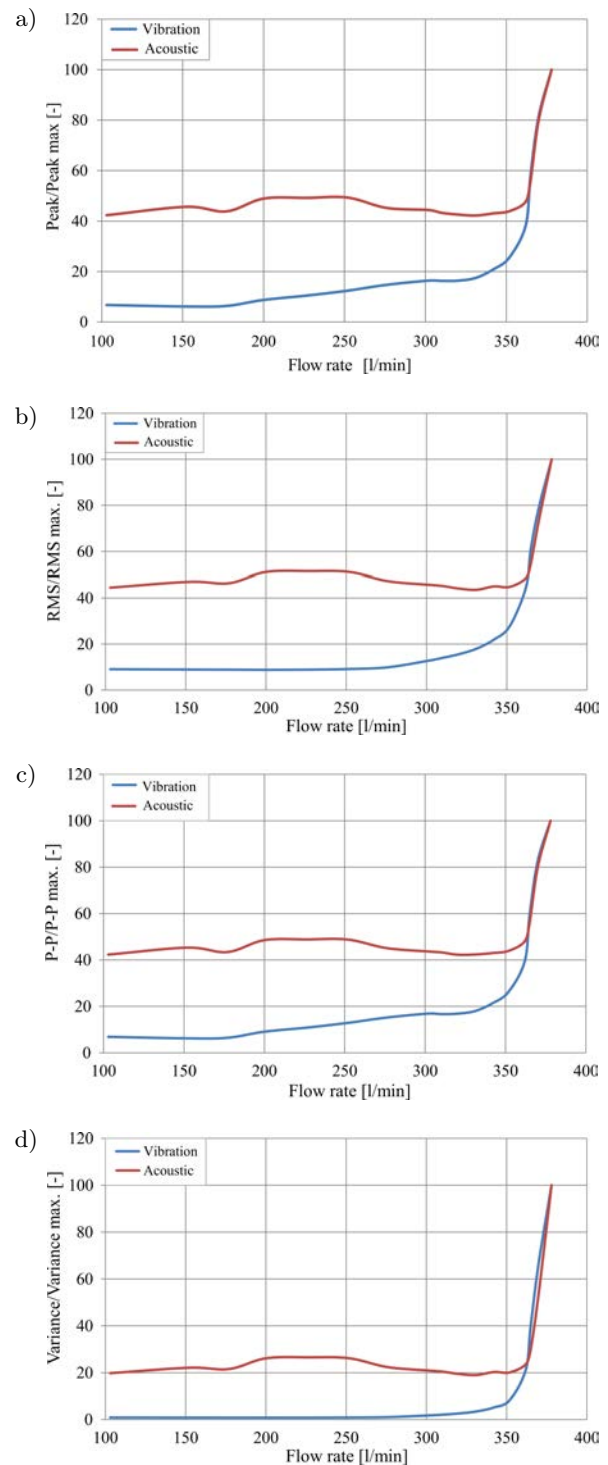 a)
Vibration
Acoustic
Peak/Peak max [-]
120
100
80
60
40
20
0
100 150 200 250 300 350 400
Flow rate [l/min]
b)
Vibration
Acoustic
RMS/RMS max. [-]
120
100
80
60
40
20
0
100 150 200 250 300 350 400
Flow rate [l/min]
c)
Vibration
Acoustic
P-P/P-P max. [-]
120
100
80
60
40
20
0
100 150 200 250 300 350 400
Flow rate [l/min]
d)
Vibration
Acoustic
Variance/Variance max. [-]
120
100
80
60
40
20
0
100 150 200 250 300 350 400
Flow rate [l/min]